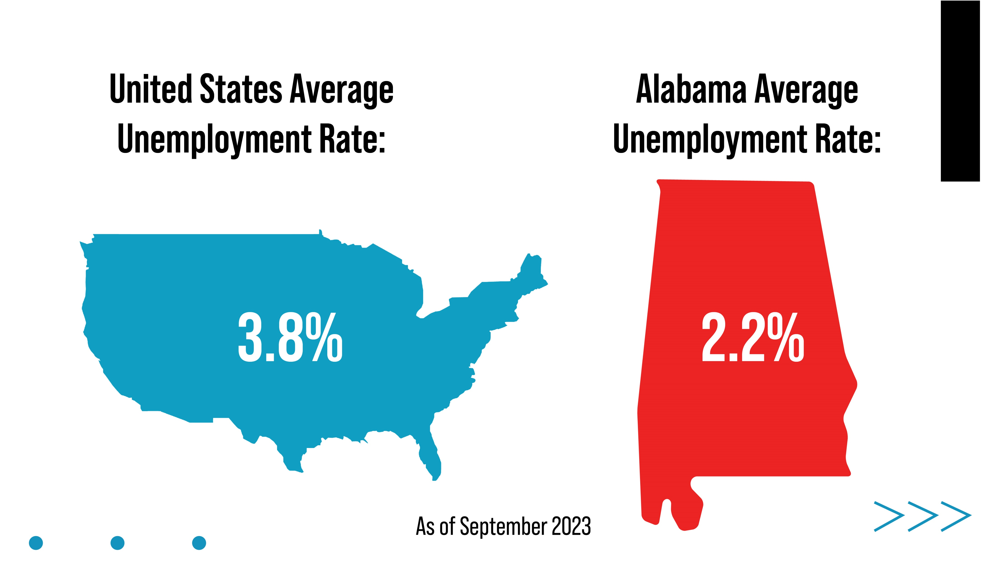 United States Average
Unemployment Rate:
3.8%
Alabama Average
Unemployment Rate:
2.2%
As of September 2023